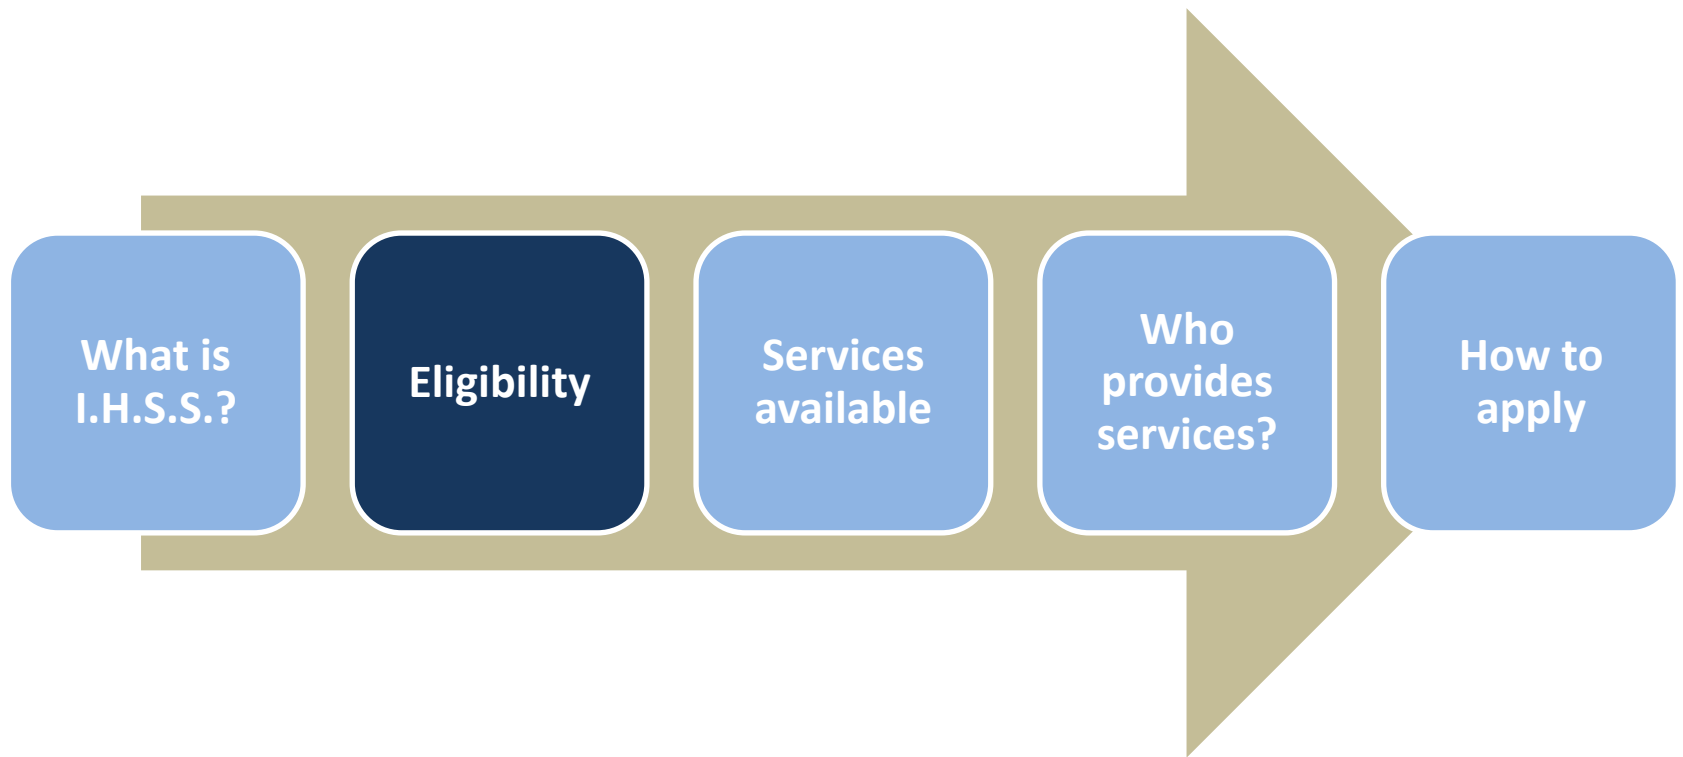 What is
I.H.S.S.?
Eligibility
Services
available
Who
provides
services?
How to
apply